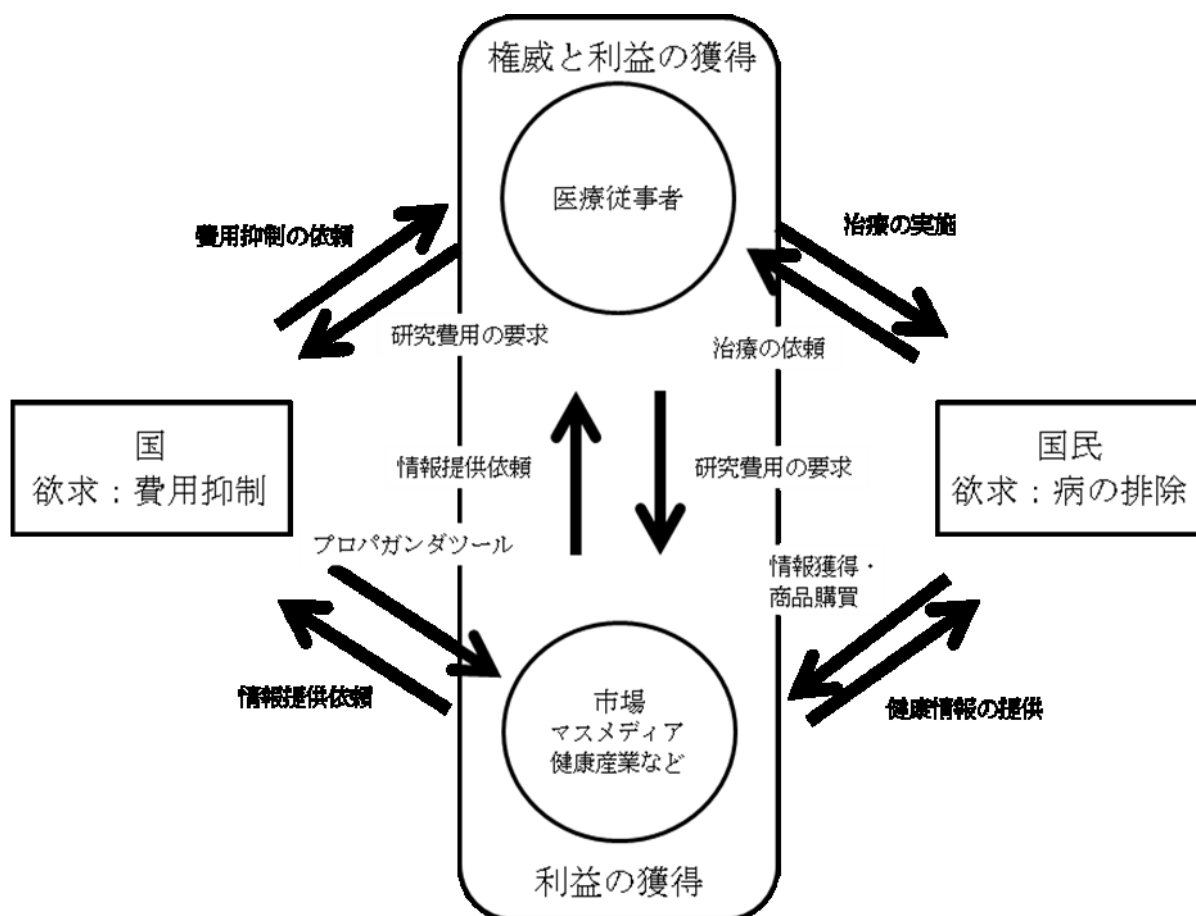 権威と利益の獲得
医療従事者
費用抑制の依頼
治療の実施
研究費用の要求
治療の依頼
国
欲求：費用抑制
情報提供依頼
研究費用の要求
国民
欲求：病の排除
プロパガンダツール
情報獲得・
商品購買
情報提供依頼
市場
マスメディア
健康産業など
健康情報の提供
利益の獲得